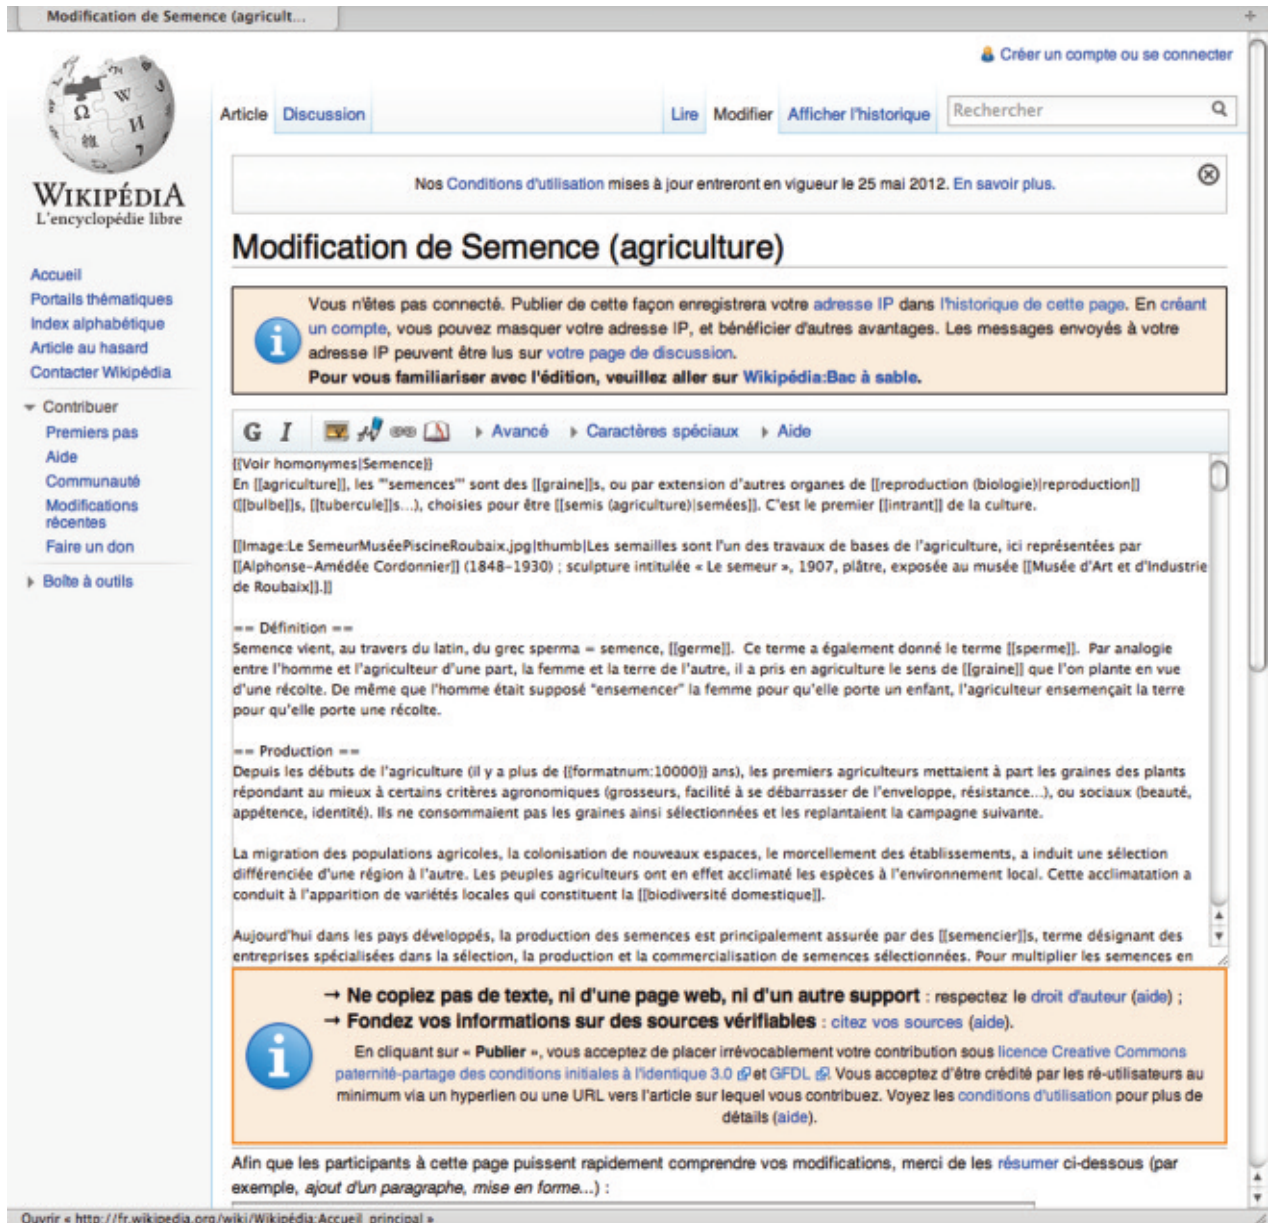 Modification de Semence (agricult...
Créer un compte ou se connecter
Article Discussion Lire Modifier Afficher l'historique Rechercher
WIKIPÉDIA
L'encyclopédie libre
Accueil
Portails thématiques
Index alphabétique
Article au hasard
Contacter Wikipédia
Contribuer
Premiers pas
Aide
Communauté
Modifications
récentes
Faire un don
Boîte à outils
Nos Conditions d'utilisation mises à jour entreront en vigueur le 25 mai 2012. En savoir plus.
Modification de Semence (agriculture)
Vous n'êtes pas connecté. Publier de cette façon enregistrera votre adresse IP dans l'historique de cette page. En créant
un compte, vous pouvez masquer votre adresse IP, et bénéficier d'autres avantages. Les messages envoyés à votre
adresse IP peuvent être lus sur votre page de discussion.
Pour vous familiariser avec l'édition, veuillez aller sur Wikipédia:Bac à sable.
G I Avancé Caractères spéciaux Aide
{{Voir homonymes|Semence}}
En [[agriculture]], les '''semences''' sont des [[graine]]s, ou par extension d'autres organes de [[reproduction (biologie)|reproduction]]
([[bulbe]]s, [[tubercule]]s...), choisies pour être [[semis (agriculture)|semées]]. C'est le premier [[intrant]] de la culture.
[[Image:Le SemeurMuséePiscineRoubaix.jpg|thumb|Les semailles sont l'un des travaux de bases de l'agriculture, ici représentées par
[[Alphonse-Amédée Cordonnier]] (1848-1930) ; sculpture intitulée « Le semeur », 1907, plâtre, exposée au musée [[Musée d'Art et d'Industrie
de Roubaix]].]]
== Définition ==
Semence vient, au travers du latin, du grec sperma = semence, [[germe]]. Ce terme a également donné le terme [[sperme]]. Par analogie
entre l'homme et l'agriculteur d'une part, la femme et la terre de l'autre, il a pris en agriculture le sens de [[graine]] que l'on plante en vue
d'une récolte. De même que l'homme était supposé "ensemencer" la femme pour qu'elle porte un enfant, l'agriculteur ensemençait la terre
pour qu'elle porte une récolte.
== Production ==
Depuis les débuts de l'agriculture (il y a plus de {{formatnum:10000}} ans), les premiers agriculteurs mettaient à part les graines des plants
répondant au mieux à certains critères agronomiques (grosseurs, facilité à se débarrasser de l'enveloppe, résistance...), ou sociaux (beauté,
appétence, identité). Ils ne consommaient pas les graines ainsi sélectionnées et les replantaient la campagne suivante.
La migration des populations agricoles, la colonisation de nouveaux espaces, le morcellement des établissements, a induit une sélection
différenciée d'une région à l'autre. Les peuples agriculteurs ont en effet acclimaté les espèces à l'environnement local. Cette acclimatation a
conduit à l'apparition de variétés locales qui constituent la [[biodiversité domestique]].
Aujourd'hui dans les pays développés, la production des semences est principalement assurée par des [[semencier]]s, terme désignant des
entreprises spécialisées dans la sélection, la production et la commercialisation de semences sélectionnées. Pour multiplier les semences en
→ Ne copiez pas de texte, ni d'une page web, ni d'un autre support : respectez le droit d'auteur (aide) ;
→ Fondez vos informations sur des sources vérifiables : citez vos sources (aide).
En cliquant sur « Publier », vous acceptez de placer irrévocablement votre contribution sous licence Creative Commons
paternité-partage des conditions initiales à l'identique 3.0 et GFDL. Vous acceptez d'être crédité par les ré-utilisateurs au
minimum via un hyperlien ou une URL vers l'article sur lequel vous contribuez. Voyez les conditions d'utilisation pour plus de
détails (aide).
Afin que les participants à cette page puissent rapidement comprendre vos modifications, merci de les résumer ci-dessous (par
exemple, ajout d'un paragraphe, mise en forme...) :
Ouvrir « http://fr.wikipedia.org/wiki/Wikipédia:Accueil_principal »